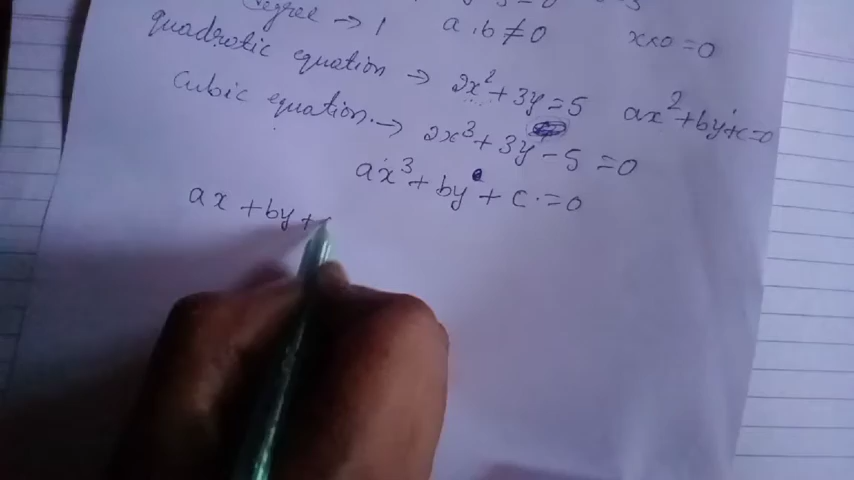 Degree → 1 a, b ≠ 0 x×0 = 0
quadrotic equation → 2x² + 3y = 5 ax² + by + c = 0
Cubic equation. → 2x³ + 3y - 5 = 0
ax³ + by + c = 0
ax + by +